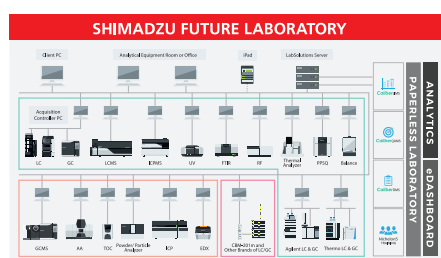 SHIMADZU FUTURE LABORATORY
Client PC
Analytical Equipment Room or Office
iPad
LabSolutions Server
Acquisition
Controller PC
LC
GC
LCMS
ICPMS
UV
FTIR
RF
Thermal
Analyzer
PPSQ
Balance
GCMS
AA
TOC
Powder/ Particle
Analyzer
ICP
EDX
CBM-201m and
Other Brands of LC/GC
Agilent LC & GC
Thermo LC & GC
PAPERLESS LABORATORY
ANALYTICS
eDASHBOARD